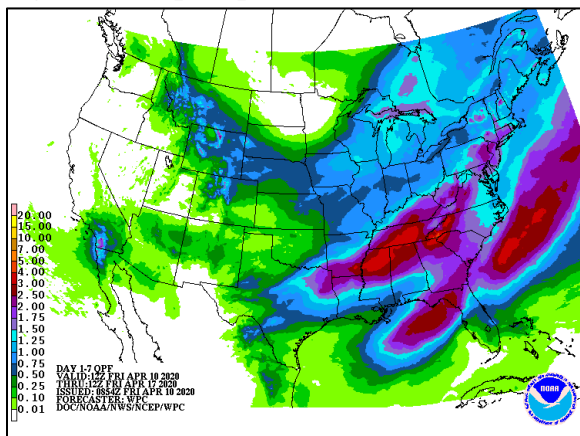 20.00
15.00
10.00
7.00
5.00
4.00
3.00
2.50
2.00
1.75
1.50
1.25
1.00
0.75
0.50
0.25
0.10
0.01
DAY 1-7 QPF
VALID:12Z FRI APR 10 2020
THRU:12Z FRI APR 17 2020
ISSUED: 0854Z FRI APR 10 2020
FORECASTER: WPC
DOC/NOAA/NWS/NCEP/WPC
NOAA